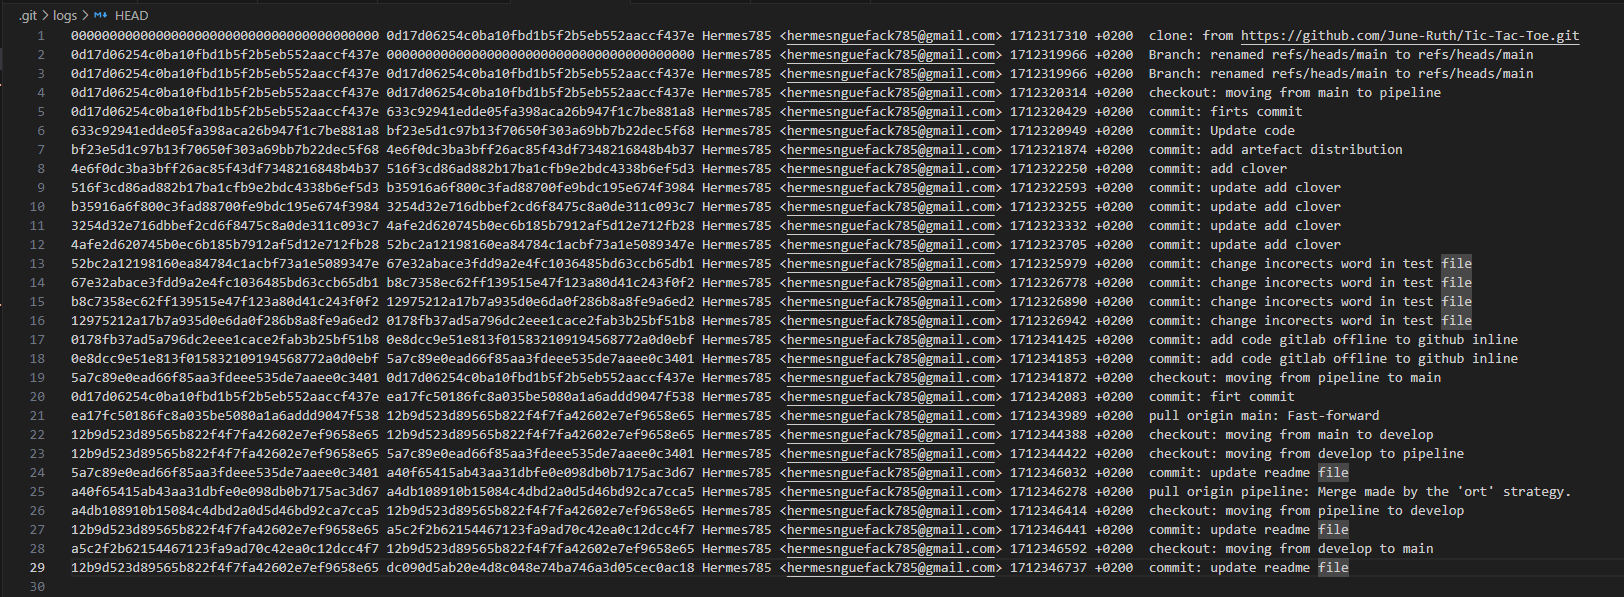 .git > logs > HEAD
1 0000000000000000000000000000000000000000 0d17d06254c0ba10fbd1b5f2b5eb552aaccf437e Hermes785 <hermesnguefack785@gmail.com> 1712317310 +0200 clone: from https://github.com/June-Ruth/Tic-Tac-Toe.git
2 0d17d06254c0ba10fbd1b5f2b5eb552aaccf437e 0000000000000000000000000000000000000000 Hermes785 <hermesnguefack785@gmail.com> 1712319966 +0200 Branch: renamed refs/heads/main to refs/heads/main
3 0d17d06254c0ba10fbd1b5f2b5eb552aaccf437e 0d17d06254c0ba10fbd1b5f2b5eb552aaccf437e Hermes785 <hermesnguefack785@gmail.com> 1712319966 +0200 Branch: renamed refs/heads/main to refs/heads/main
4 0d17d06254c0ba10fbd1b5f2b5eb552aaccf437e 0d17d06254c0ba10fbd1b5f2b5eb552aaccf437e Hermes785 <hermesnguefack785@gmail.com> 1712320314 +0200 checkout: moving from main to pipeline
5 0d17d06254c0ba10fbd1b5f2b5eb552aaccf437e 633c92941edde05fa398aca26b947f1c7be881a8 Hermes785 <hermesnguefack785@gmail.com> 1712320429 +0200 commit: firts commit
6 633c92941edde05fa398aca26b947f1c7be881a8 bf23e5d1c97b13f70650f303a69bb7b22dec5f68 Hermes785 <hermesnguefack785@gmail.com> 1712320949 +0200 commit: Update code
7 bf23e5d1c97b13f70650f303a69bb7b22dec5f68 4e6f0dc3ba3bff26ac85f43df7348216848b4b37 Hermes785 <hermesnguefack785@gmail.com> 1712321874 +0200 commit: add artefact distribution
8 4e6f0dc3ba3bff26ac85f43df7348216848b4b37 516f3cd86ad882b17ba1cfb9e2bdc4338b6ef5d3 Hermes785 <hermesnguefack785@gmail.com> 1712322250 +0200 commit: add clover
9 516f3cd86ad882b17ba1cfb9e2bdc4338b6ef5d3 b35916a6f800c3fad88700fe9bdc195e674f3984 Hermes785 <hermesnguefack785@gmail.com> 1712322593 +0200 commit: update add clover
10 b35916a6f800c3fad88700fe9bdc195e674f3984 3254d32e716dbbef2cd6f8475c8a0de311c093c7 Hermes785 <hermesnguefack785@gmail.com> 1712323255 +0200 commit: update add clover
11 3254d32e716dbbef2cd6f8475c8a0de311c093c7 4afe2d620745b0ec6b185b7912af5d12e712fb28 Hermes785 <hermesnguefack785@gmail.com> 1712323332 +0200 commit: update add clover
12 4afe2d620745b0ec6b185b7912af5d12e712fb28 52bc2a12198160ea84784c1acbf73a1e5089347e Hermes785 <hermesnguefack785@gmail.com> 1712323705 +0200 commit: update add clover
13 52bc2a12198160ea84784c1acbf73a1e5089347e 67e32abace3fdd9a2e4fc1036485bd63ccb65db1 Hermes785 <hermesnguefack785@gmail.com> 1712325979 +0200 commit: change incorects word in test file
14 67e32abace3fdd9a2e4fc1036485bd63ccb65db1 b8c7358ec62ff139515e47f123a80d41c243f0f2 Hermes785 <hermesnguefack785@gmail.com> 1712326778 +0200 commit: change incorects word in test file
15 b8c7358ec62ff139515e47f123a80d41c243f0f2 12975212a17b7a935d0e6da0f286b8a8fe9a6ed2 Hermes785 <hermesnguefack785@gmail.com> 1712326890 +0200 commit: change incorects word in test file
16 12975212a17b7a935d0e6da0f286b8a8fe9a6ed2 0178fb37ad5a796dc2eee1cace2fab3b25bf51b8 Hermes785 <hermesnguefack785@gmail.com> 1712326942 +0200 commit: change incorects word in test file
17 0178fb37ad5a796dc2eee1cace2fab3b25bf51b8 0e8dcc9e51e813f015832109194568772a0d0ebf Hermes785 <hermesnguefack785@gmail.com> 1712341425 +0200 commit: add code gitlab offline to github inline
18 0e8dcc9e51e813f015832109194568772a0d0ebf 5a7c89e0ead66f85aa3fdeee535de7aaee0c3401 Hermes785 <hermesnguefack785@gmail.com> 1712341853 +0200 commit: add code gitlab offline to github inline
19 5a7c89e0ead66f85aa3fdeee535de7aaee0c3401 0d17d06254c0ba10fbd1b5f2b5eb552aaccf437e Hermes785 <hermesnguefack785@gmail.com> 1712341872 +0200 checkout: moving from pipeline to main
20 0d17d06254c0ba10fbd1b5f2b5eb552aaccf437e ea17fc50186fc8a035be5080a1a6addd9047f538 Hermes785 <hermesnguefack785@gmail.com> 1712342083 +0200 commit: firt commit
21 ea17fc50186fc8a035be5080a1a6addd9047f538 12b9d523d89565b822f4f7fa42602e7ef9658e65 Hermes785 <hermesnguefack785@gmail.com> 1712343989 +0200 pull origin main: Fast-forward
22 12b9d523d89565b822f4f7fa42602e7ef9658e65 12b9d523d89565b822f4f7fa42602e7ef9658e65 Hermes785 <hermesnguefack785@gmail.com> 1712344388 +0200 checkout: moving from main to develop
23 12b9d523d89565b822f4f7fa42602e7ef9658e65 5a7c89e0ead66f85aa3fdeee535de7aaee0c3401 Hermes785 <hermesnguefack785@gmail.com> 1712344422 +0200 checkout: moving from develop to pipeline
24 5a7c89e0ead66f85aa3fdeee535de7aaee0c3401 a40f65415ab43aa31dbfe0e098db0b7175ac3d67 Hermes785 <hermesnguefack785@gmail.com> 1712346032 +0200 commit: update readme file
25 a40f65415ab43aa31dbfe0e098db0b7175ac3d67 a4db108910b15084c4dbd2a0d5d46bd92ca7cca5 Hermes785 <hermesnguefack785@gmail.com> 1712346278 +0200 pull origin pipeline: Merge made by the 'ort' strategy.
26 a4db108910b15084c4dbd2a0d5d46bd92ca7cca5 12b9d523d89565b822f4f7fa42602e7ef9658e65 Hermes785 <hermesnguefack785@gmail.com> 1712346414 +0200 checkout: moving from pipeline to develop
27 12b9d523d89565b822f4f7fa42602e7ef9658e65 a5c2f2b62154467123fa9ad70c42ea0c12dcc4f7 Hermes785 <hermesnguefack785@gmail.com> 1712346441 +0200 commit: update readme file
28 a5c2f2b62154467123fa9ad70c42ea0c12dcc4f7 12b9d523d89565b822f4f7fa42602e7ef9658e65 Hermes785 <hermesnguefack785@gmail.com> 1712346592 +0200 checkout: moving from develop to main
29 12b9d523d89565b822f4f7fa42602e7ef9658e65 dc090d5ab20e4d8c048e74ba746a3d05cec0ac18 Hermes785 <hermesnguefack785@gmail.com> 1712346737 +0200 commit: update readme file
30